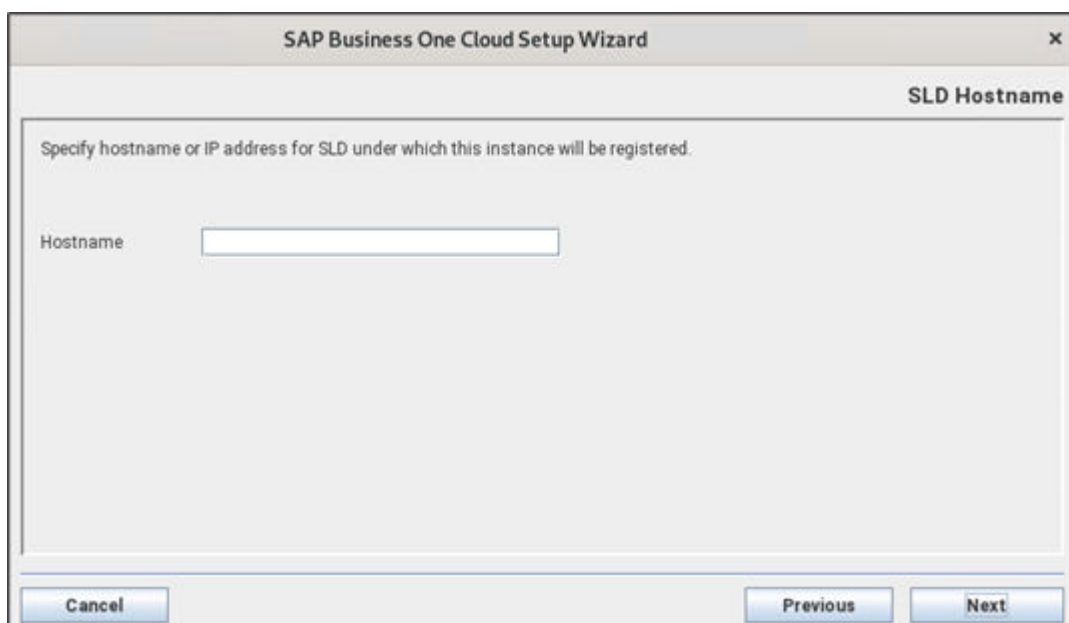 SAP Business One Cloud Setup Wizard ×
SLD Hostname
Specify hostname or IP address for SLD under which this instance will be registered.
Hostname
Cancel Previous Next